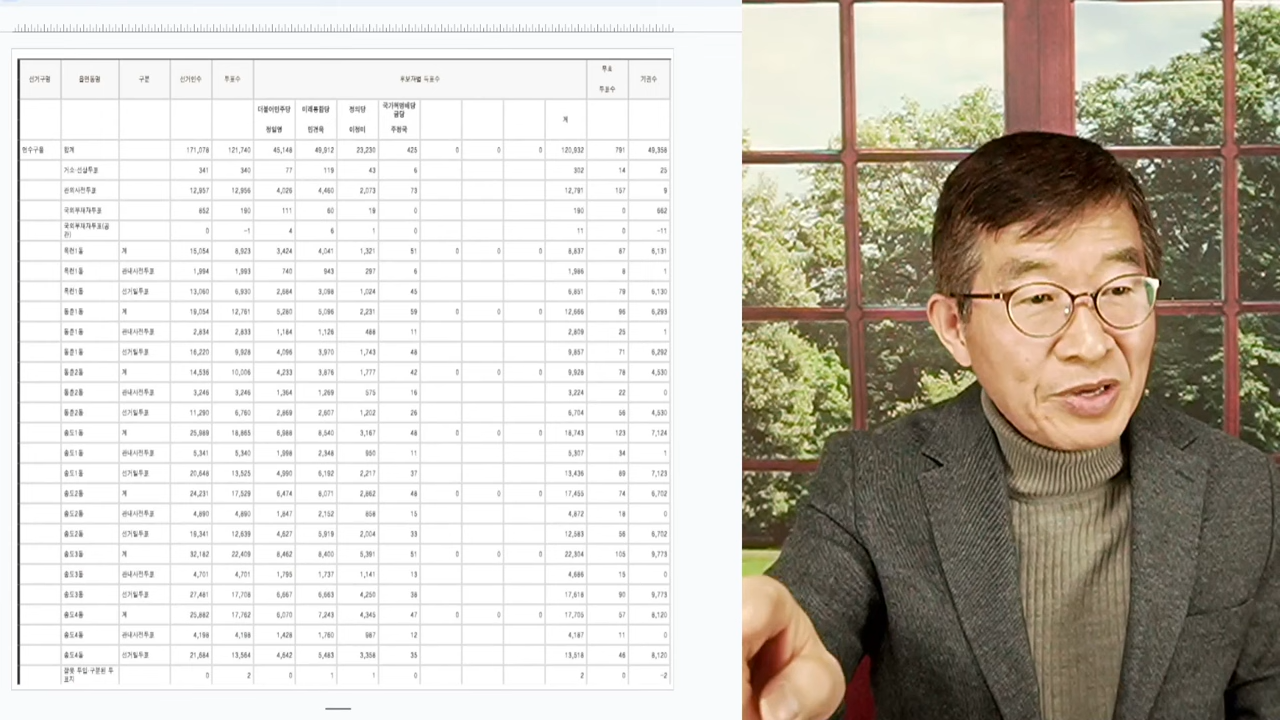 선거구명 읍면동명 구분 선거인수 투표수 후보자별 득표수 무효 투표수 기권수
더불어민주당 정일영 미래통합당 민경욱 정의당 이정미 국가혁명배당금당 주정국 계
연수구을 합계 171,078 121,740 45,148 49,912 23,230 425 0 0 0 120,932 791 49,356
거소·선상투표 341 340 77 119 43 6 302 14 25
관외사전투표 12,957 12,956 4,026 4,460 2,073 73 12,791 157 9
국외부재자투표 852 190 111 60 19 0 190 0 662
국외부재자투표(공관) 0 -1 4 6 1 0 11 0 -11
옥련1동 계 15,054 8,923 3,424 4,041 1,321 51 0 0 0 8,837 87 6,131
옥련1동 관내사전투표 1,994 1,993 740 943 297 6 1,986 8 1
옥련1동 선거일투표 13,060 6,930 2,684 3,098 1,024 45 6,851 79 6,130
동춘1동 계 19,054 12,761 5,280 5,096 2,231 59 0 0 0 12,666 96 6,293
동춘1동 관내사전투표 2,834 2,833 1,184 1,126 488 11 2,809 25 1
동춘1동 선거일투표 16,220 9,928 4,096 3,970 1,743 48 9,857 71 6,292
동춘2동 계 14,536 10,006 4,233 3,876 1,777 42 0 0 0 9,928 78 4,530
동춘2동 관내사전투표 3,246 3,246 1,364 1,269 575 16 3,224 22 0
동춘2동 선거일투표 11,290 6,760 2,869 2,607 1,202 26 6,704 56 4,530
송도1동 계 25,989 18,865 6,988 8,540 3,167 48 0 0 0 18,743 123 7,124
송도1동 관내사전투표 5,341 5,340 1,998 2,348 950 11 5,307 34 1
송도1동 선거일투표 20,648 13,525 4,990 6,192 2,217 37 13,436 89 7,123
송도2동 계 24,231 17,529 6,474 8,071 2,862 48 0 0 0 17,455 74 6,702
송도2동 관내사전투표 4,890 4,890 1,847 2,152 858 15 4,872 18 0
송도2동 선거일투표 19,341 12,639 4,627 5,919 2,004 33 12,583 56 6,702
송도3동 계 32,182 22,409 8,462 8,400 5,391 51 0 0 0 22,304 105 9,773
송도3동 관내사전투표 4,701 4,701 1,795 1,737 1,141 13 4,686 15 0
송도3동 선거일투표 27,481 17,708 6,667 6,663 4,250 38 17,618 90 9,773
송도4동 계 25,882 17,762 6,070 7,243 4,345 47 0 0 0 17,705 57 8,120
송도4동 관내사전투표 4,198 4,198 1,428 1,760 987 12 4,187 11 0
송도4동 선거일투표 21,684 13,564 4,642 5,483 3,358 35 13,518 46 8,120
잘못 투입·구분된 투표지 0 2 0 1 1 0 2 0 -2